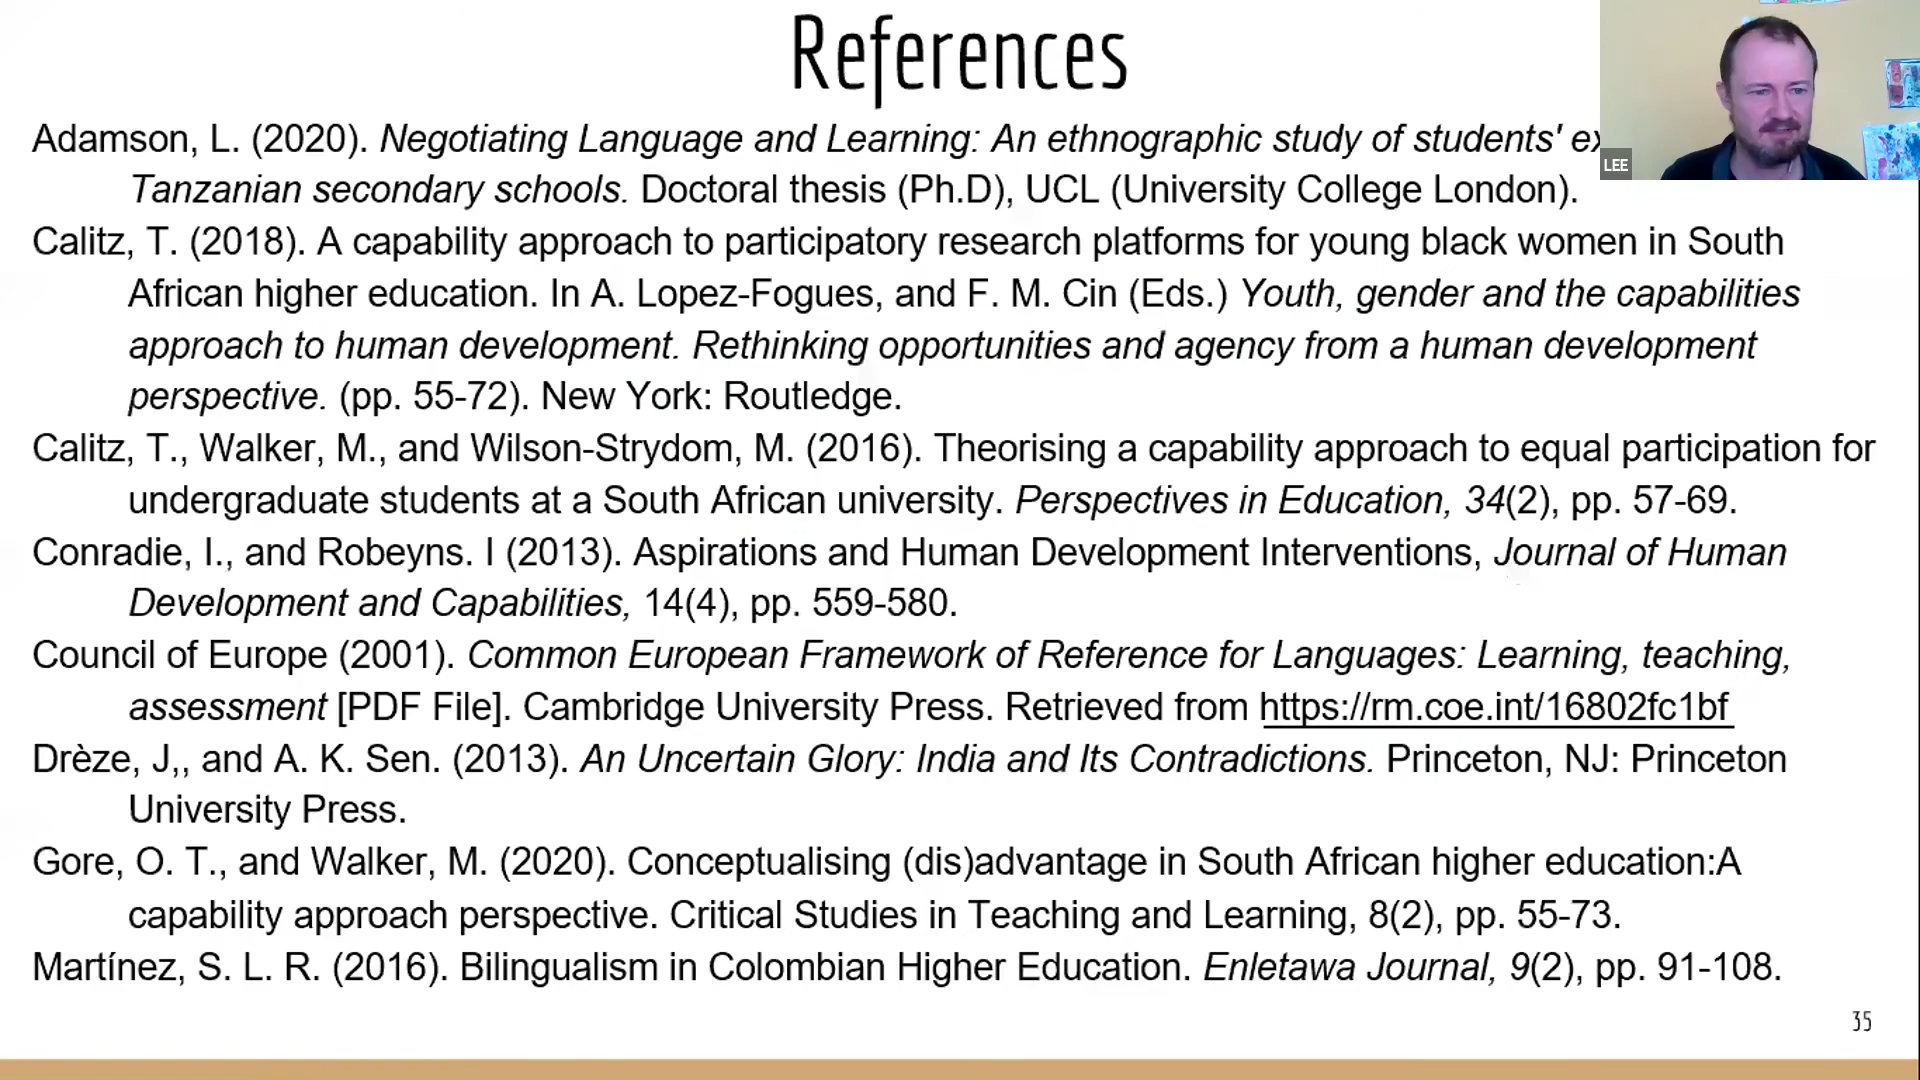 References
Adamson, L. (2020). Negotiating Language and Learning: An ethnographic study of students'
LEE
Tanzanian secondary schools. Doctoral thesis (Ph.D), UCL (University College London).
Calitz, T. (2018). A capability approach to participatory research platforms for young black women in South
African higher education. In A. Lopez-Fogues, and F. M. Cin (Eds.) Youth, gender and the capabilities
approach to human development. Rethinking opportunities and agency from a human development
perspective. (pp. 55-72). New York: Routledge.
Calitz, T., Walker, M., and Wilson-Strydom, M. (2016). Theorising a capability approach to equal participation for
undergraduate students at a South African university. Perspectives in Education, 34(2), pp. 57-69.
Conradie, I., and Robeyns. I (2013). Aspirations and Human Development Interventions, Journal of Human
Development and Capabilities, 14(4), pp. 559-580.
Council of Europe (2001). Common European Framework of Reference for Languages: Learning, teaching,
assessment [PDF File]. Cambridge University Press. Retrieved from https://rm.coe.int/16802fc1bf
Drèze, J,, and A. K. Sen. (2013). An Uncertain Glory: India and Its Contradictions. Princeton, NJ: Princeton
University Press.
Gore, O. T., and Walker, M. (2020). Conceptualising (dis)advantage in South African higher education:A
capability approach perspective. Critical Studies in Teaching and Learning, 8(2), pp. 55-73.
Martínez, S. L. R. (2016). Bilingualism in Colombian Higher Education. Enletawa Journal, 9(2), pp. 91-108.
35